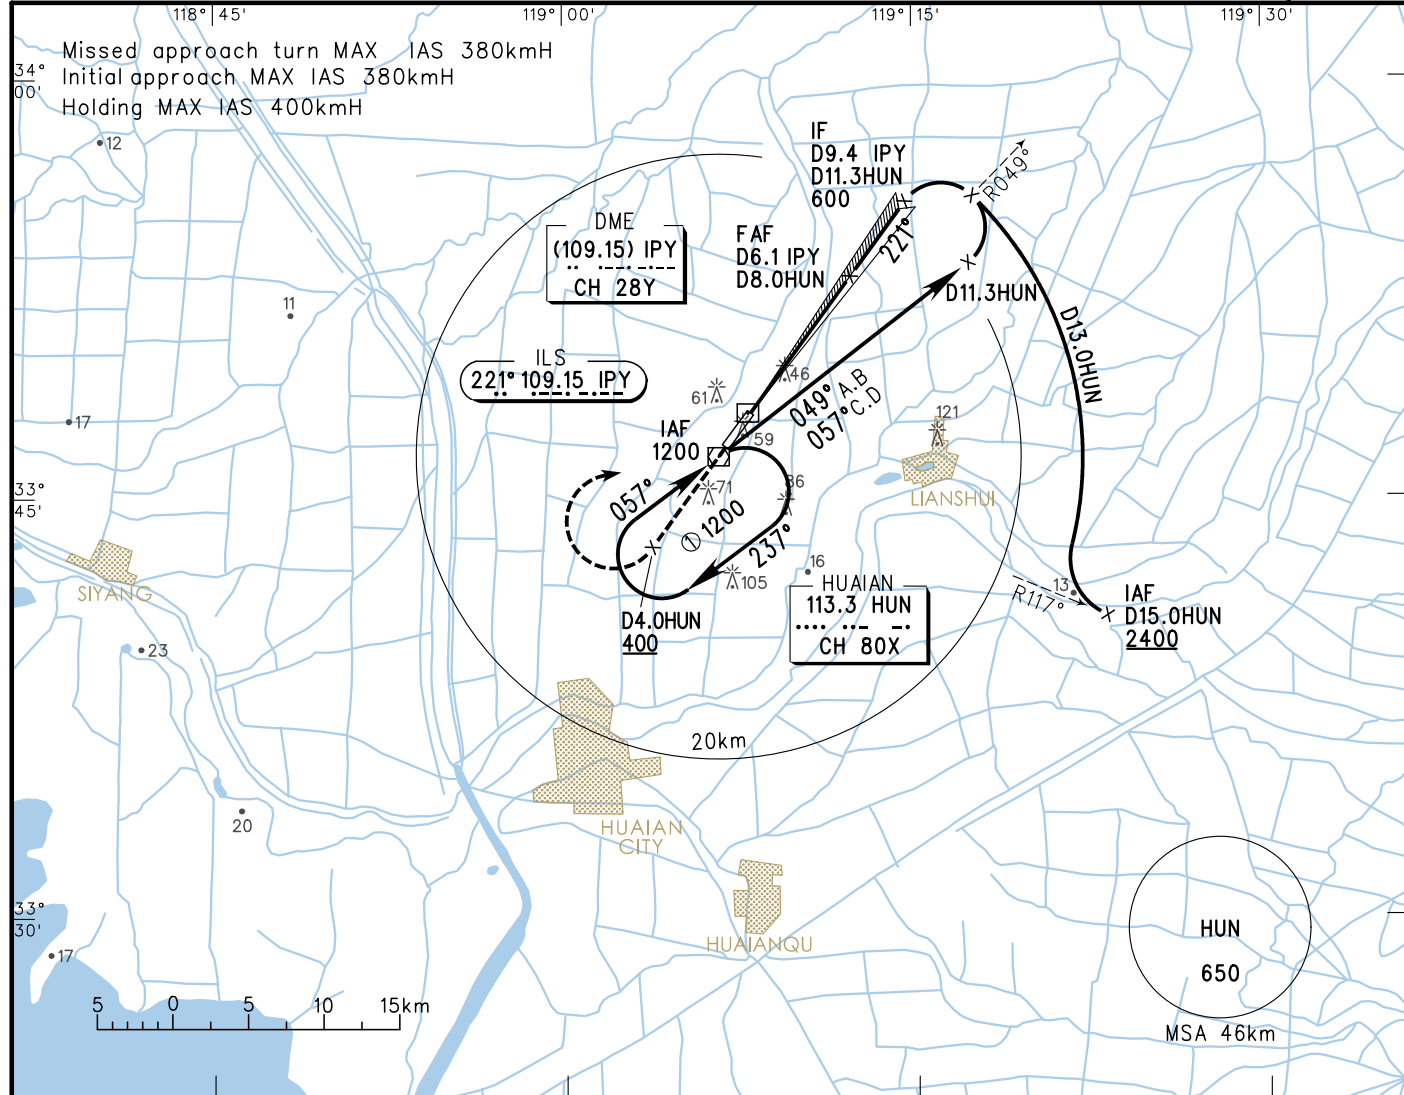 118° 45'
119° 00'
119° 15'
119° 30'
Missed approach turn MAX IAS 380kmH
Initial approach MAX IAS 380kmH
Holding MAX IAS 400kmH
34°
00'
12
IF
D9.4 IPY
D11.3HUN
600
R049°
DME
(109.15) IPY
·· ·--· -·--
CH 28Y
FAF
D6.1 IPY
D8.0HUN
221°
D11.3HUN
11
D13.0HUN
ILS
221° 109.15 IPY
·· ·--· -·--
46
61
049° A.B
057° C.D
17
121
IAF
1200
59
33°
45'
057°
71
86
LIANSHUI
① 1200
237°
SIYANG
105
16
13
R117°
HUAIAN
113.3 HUN
···· ··- -·
CH 80X
IAF
D15.0HUN
2400
D4.0HUN
400
23
20km
20
HUAIAN
CITY
33°
30'
HUAIANQU
17
HUN
650
5 0 5 10 15km
MSA 46km